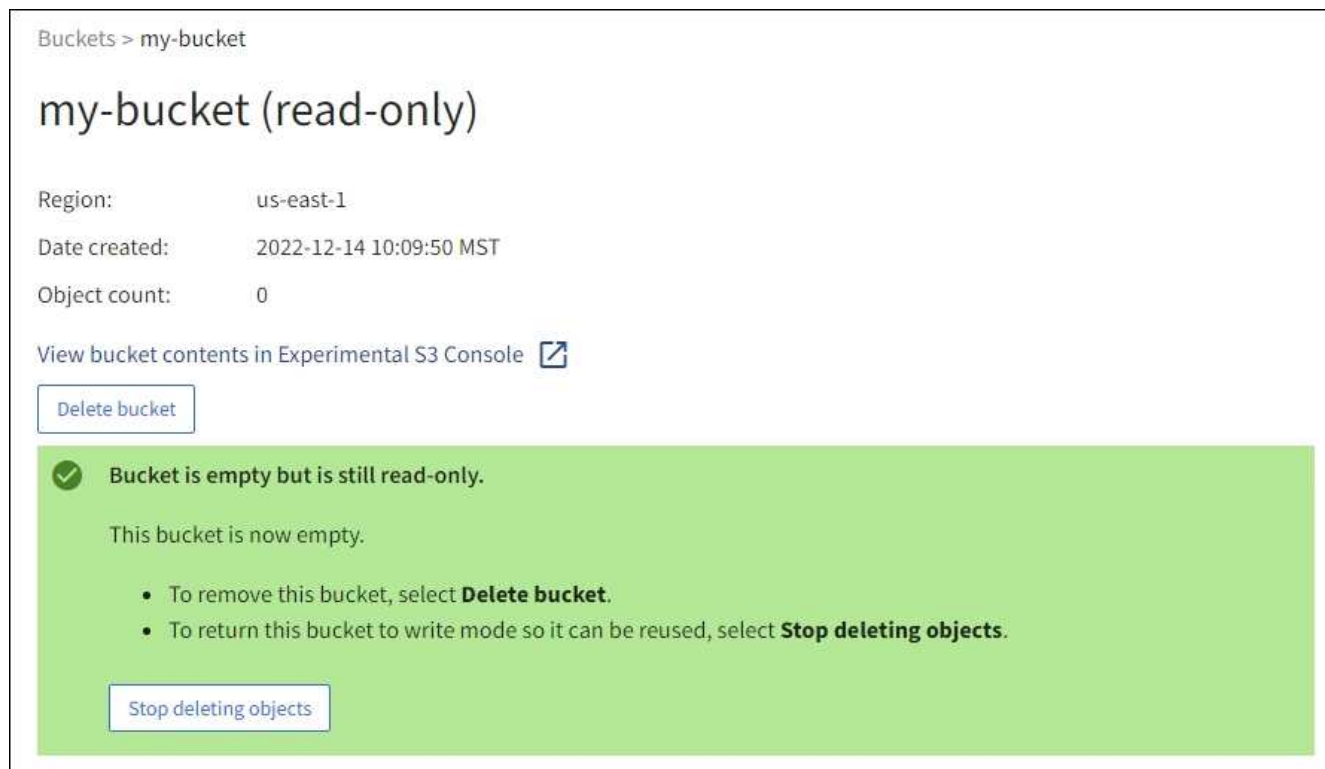 Buckets > my-bucket
my-bucket (read-only)
Region: us-east-1
Date created: 2022-12-14 10:09:50 MST
Object count: 0
View bucket contents in Experimental S3 Console
Delete bucket
Bucket is empty but is still read-only.
This bucket is now empty.
• To remove this bucket, select Delete bucket.
• To return this bucket to write mode so it can be reused, select Stop deleting objects.
Stop deleting objects